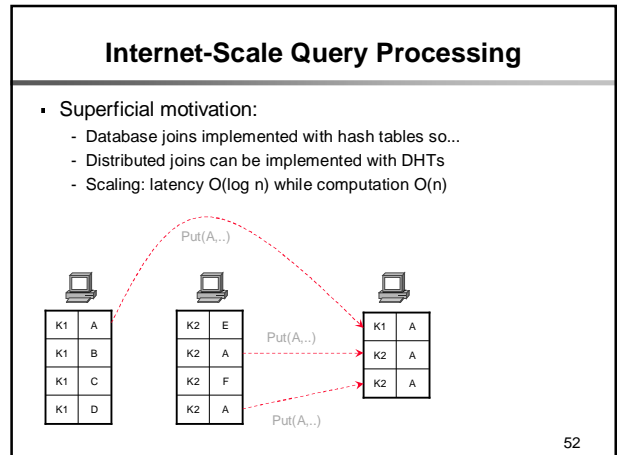 Internet-Scale Query Processing
▪ Superficial motivation:
- Database joins implemented with hash tables so...
- Distributed joins can be implemented with DHTs
- Scaling: latency O(log n) while computation O(n)
Put(A,..)
K1 A
K1 B
K1 C
K1 D
K2 E
K2 A
K2 F
K2 A
Put(A,..)
Put(A,..)
K1 A
K2 A
K2 A
52